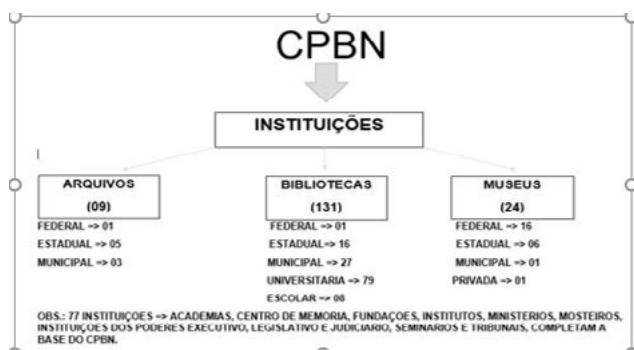 CPBN
INSTITUIÇÕES
ARQUIVOS
(09)
FEDERAL => 01
ESTADUAL => 05
MUNICIPAL => 03
BIBLIOTECAS
(131)
FEDERAL => 01
ESTADUAL => 16
MUNICIPAL => 27
UNIVERSITARIA => 79
ESCOLAR => 08
MUSEUS
(24)
FEDERAL => 16
ESTADUAL => 06
MUNICIPAL => 01
PRIVADA => 01
OBS.: 77 INSTITUIÇOES => ACADEMIAS, CENTRO DE MEMORIA, FUNDAÇOES, INSTITUTOS, MINISTERIOS, MOSTEIROS,
INSTITUIÇOES DOS PODERES EXECUTIVO, LEGISLATIVO E JUDICIARIO, SEMINARIOS E TRIBUNAIS, COMPLETAM A
BASE DO CPBN.